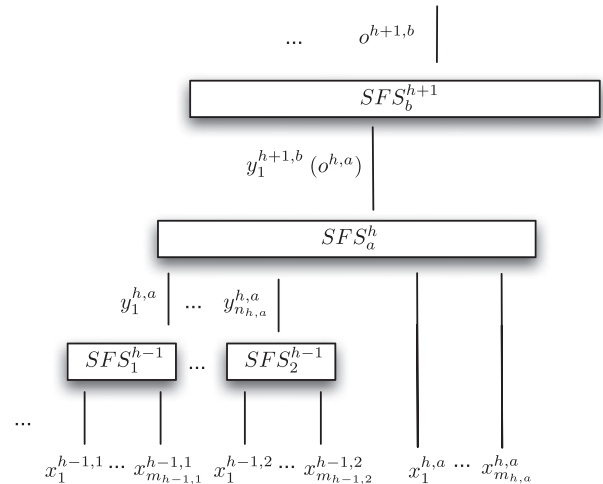 ... $o^{h+1,b}$
$SFS_b^{h+1}$
$y_1^{h+1,b}$ $(o^{h,a})$
$SFS_a^h$
$y_1^{h,a}$ ... $y_{n_{h,a}}^{h,a}$
$SFS_1^{h-1}$ ... $SFS_2^{h-1}$
...
$x_1^{h-1,1}$ ... $x_{m_{h-1,1}}^{h-1,1}$ $x_1^{h-1,2}$ ... $x_{m_{h-1,2}}^{h-1,2}$ $x_1^{h,a}$ ... $x_{m_{h,a}}^{h,a}$